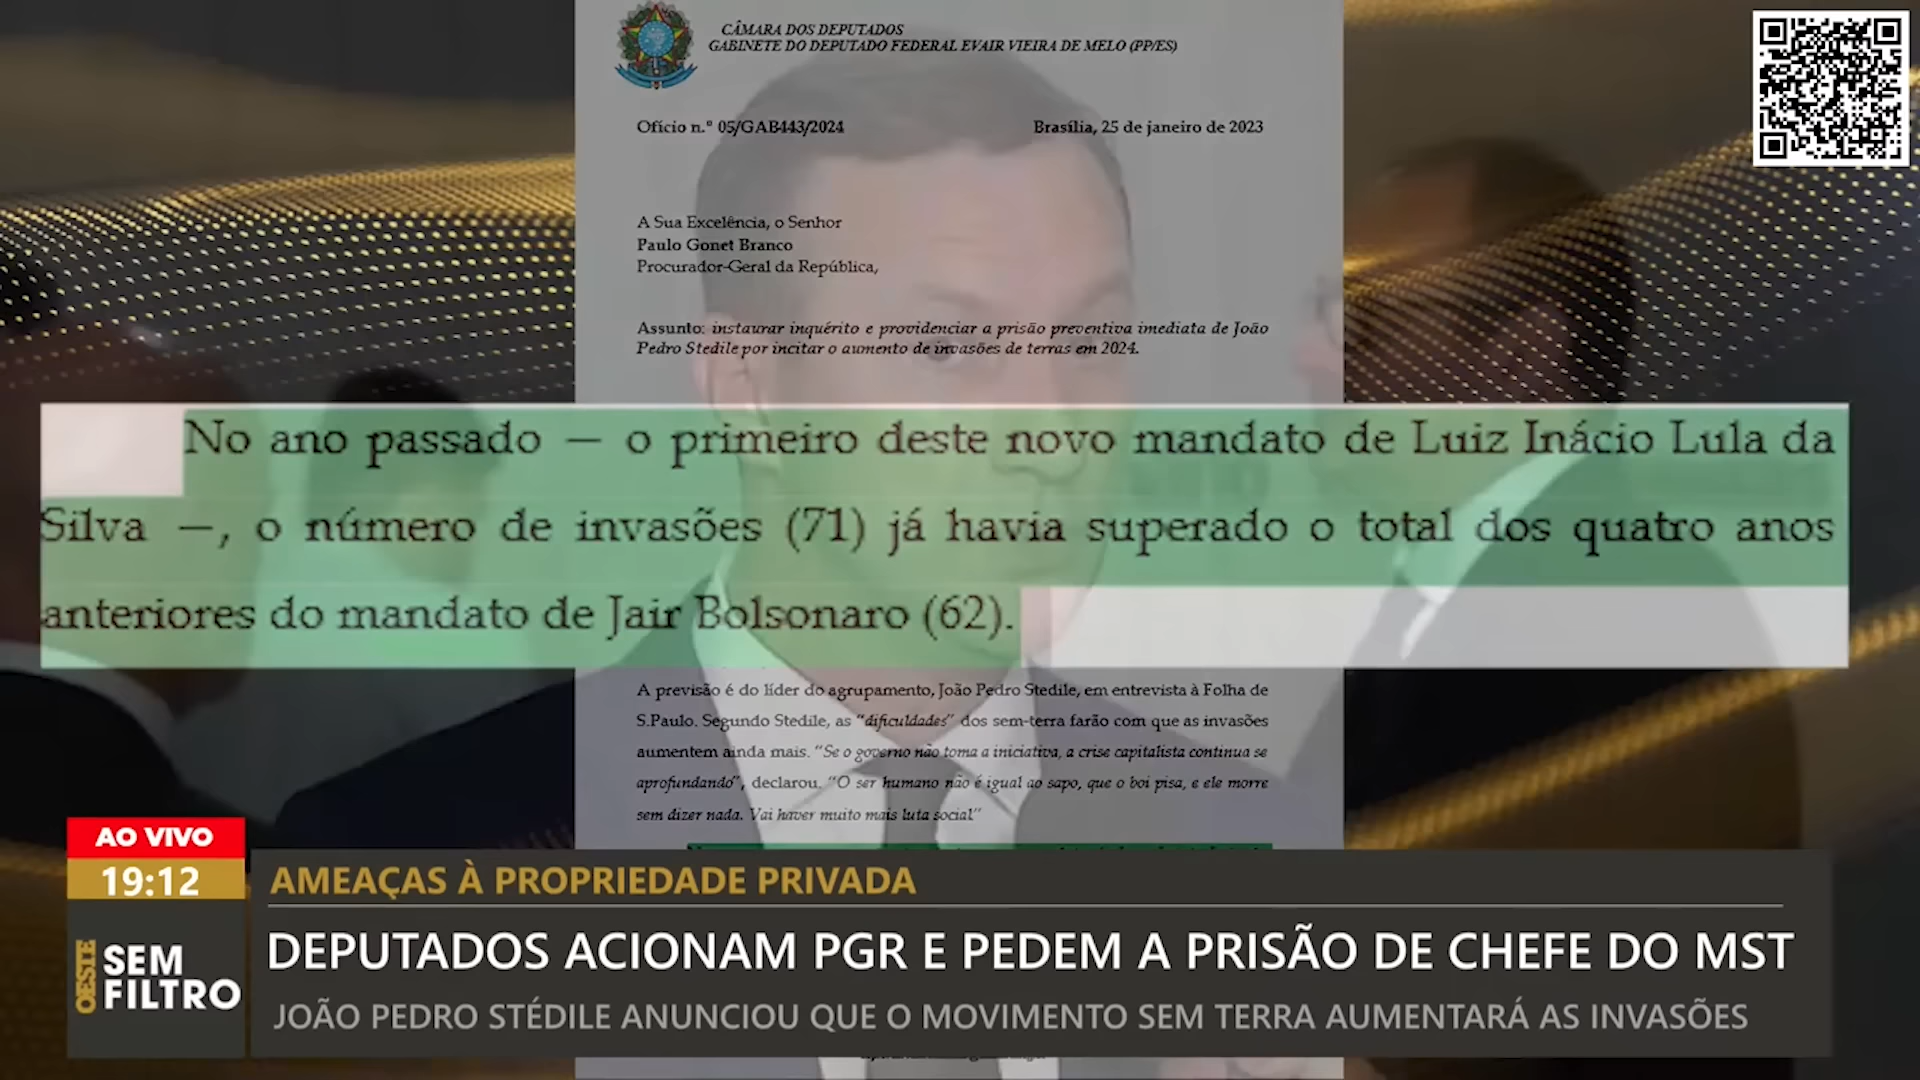 CÂMARA DOS DEPUTADOS
GABINETE DO DEPUTADO FEDERAL EVAIR VIEIRA DE MELO (PP/ES)
Ofício n.º 05/GAB443/2024
Brasília, 25 de janeiro de 2023
A Sua Excelência, o Senhor
Paulo Gonet Branco
Procurador-Geral da República,
Assunto: instaurar inquérito e providenciar a prisão preventiva imediata de João
Pedro Stedile por incitar o aumento de invasões de terras em 2024.
No ano passado — o primeiro deste novo mandato de Luiz Inácio Lula da
Silva —, o número de invasões (71) já havia superado o total dos quatro anos
anteriores do mandato de Jair Bolsonaro (62).
A previsão é do líder do agrupamento, João Pedro Stedile, em entrevista à Folha de
S.Paulo. Segundo Stedile, as “dificuldades” dos sem-terra farão com que as invasões
aumentem ainda mais. “Se o governo não toma a iniciativa, a crise capitalista continua se
aprofundando”, declarou. “O ser humano não é igual ao sapo, que o boi pisa, e ele morre
sem dizer nada. Vai haver muito mais luta social”
AO VIVO
19:12
OESTE
SEM
FILTRO
AMEAÇAS À PROPRIEDADE PRIVADA
DEPUTADOS ACIONAM PGR E PEDEM A PRISÃO DE CHEFE DO MST
JOÃO PEDRO STÉDILE ANUNCIOU QUE O MOVIMENTO SEM TERRA AUMENTARÁ AS INVASÕES